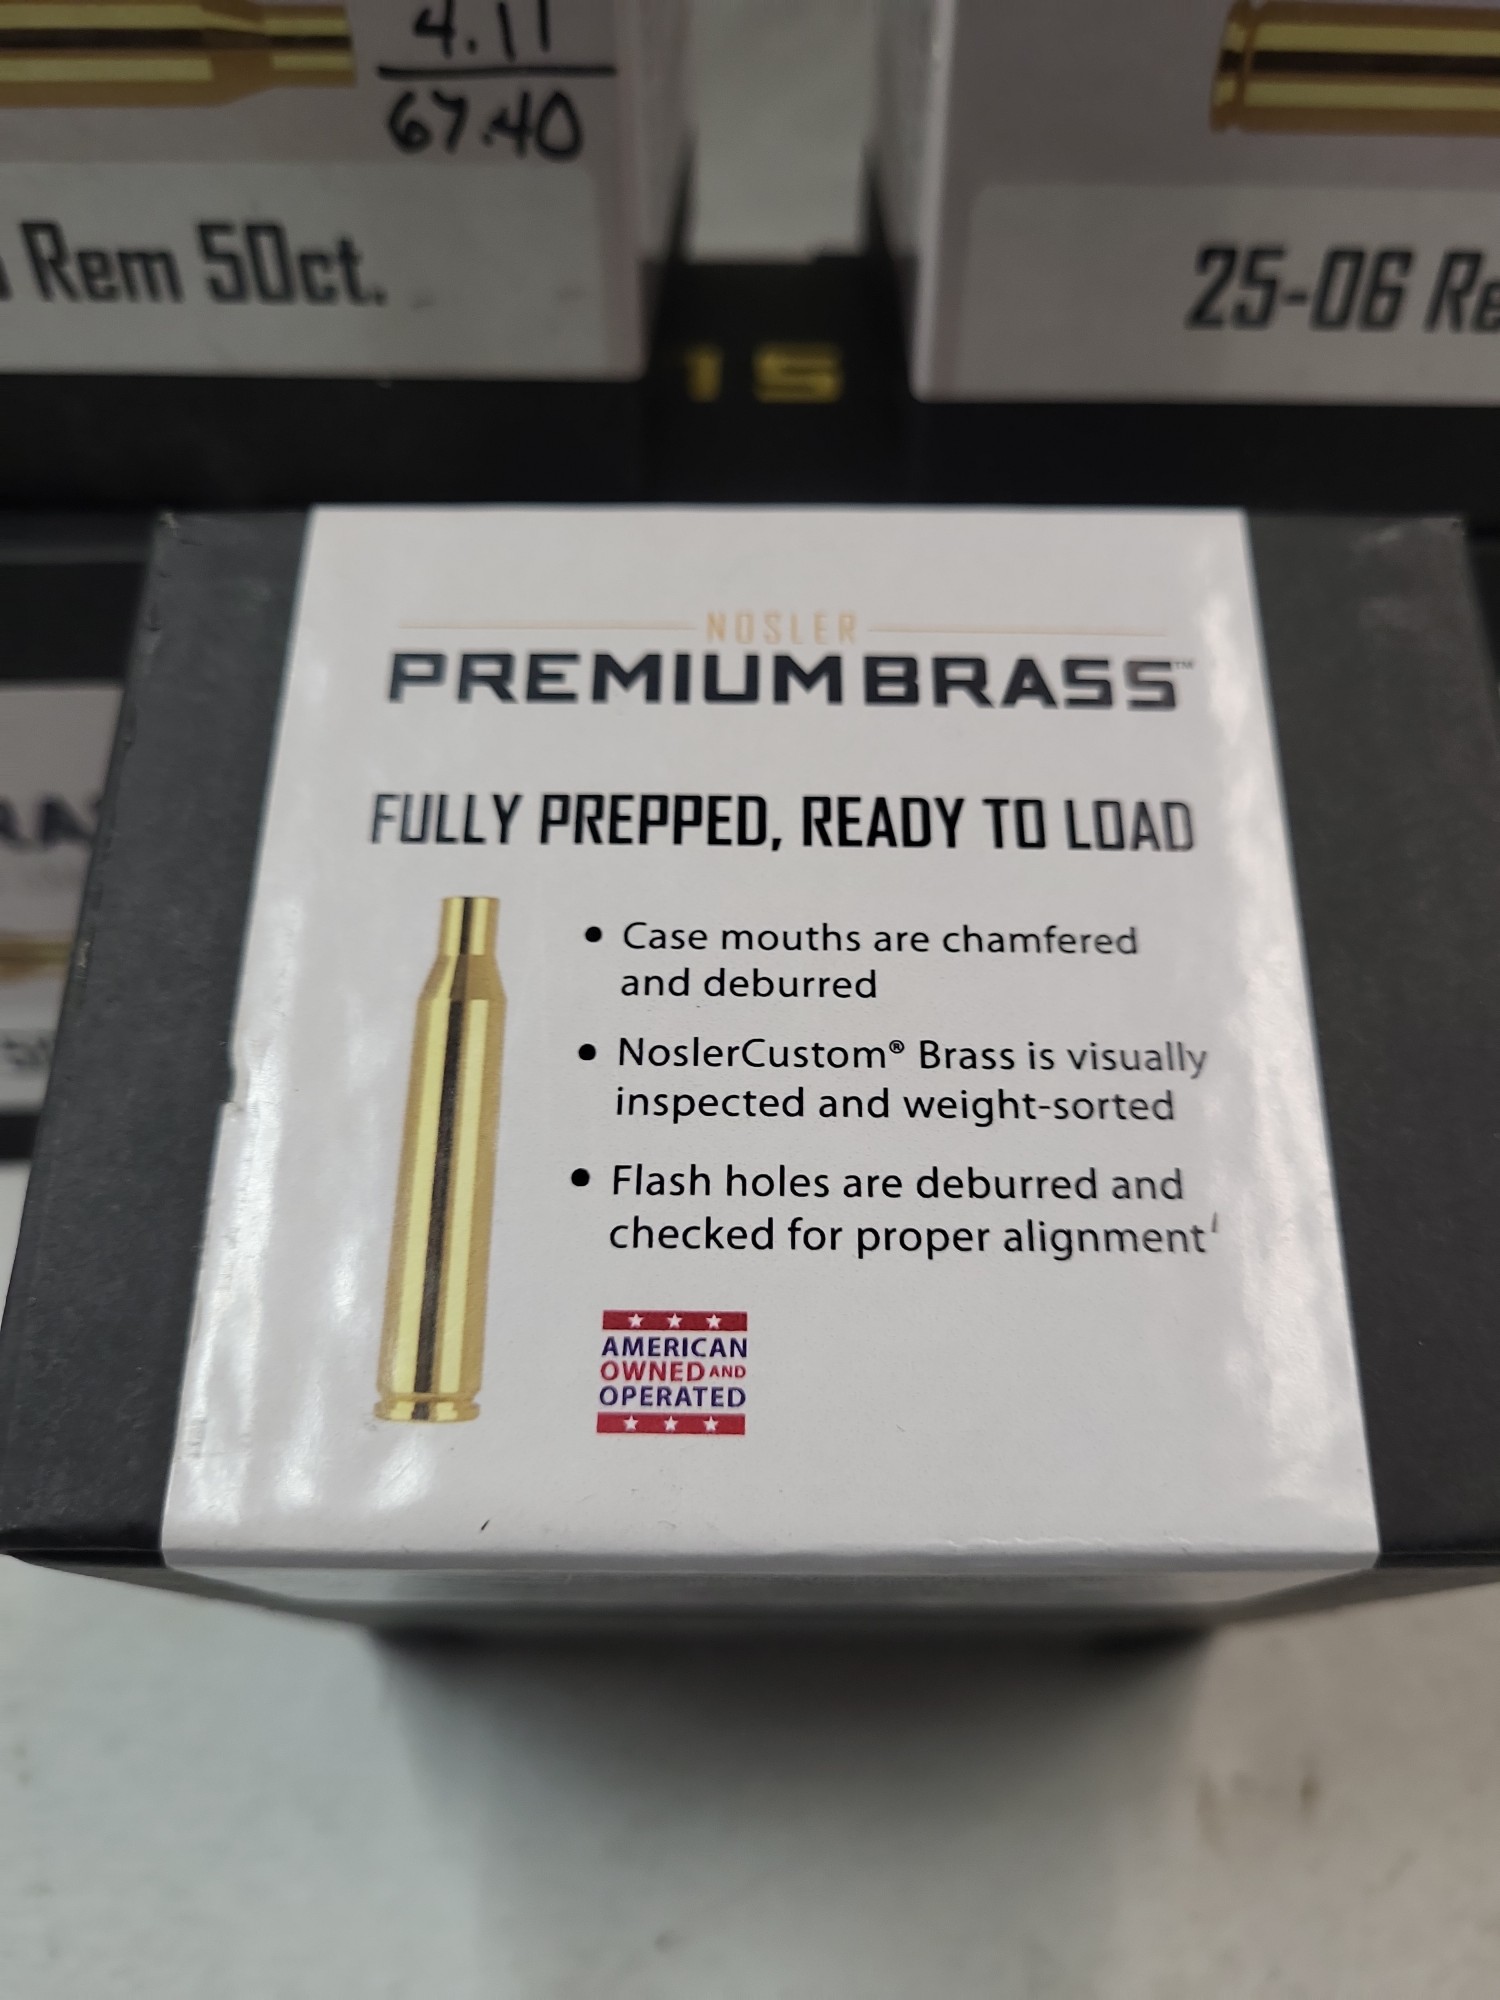 4.11
67.40
Rem 50ct.
25-06 Re
15
NOSLER
PREMIUMBRASS™
FULLY PREPPED, READY TO LOAD
• Case mouths are chamfered
and deburred
• NoslerCustom® Brass is visually
inspected and weight-sorted
• Flash holes are deburred and
checked for proper alignment
AMERICAN
OWNED AND
OPERATED